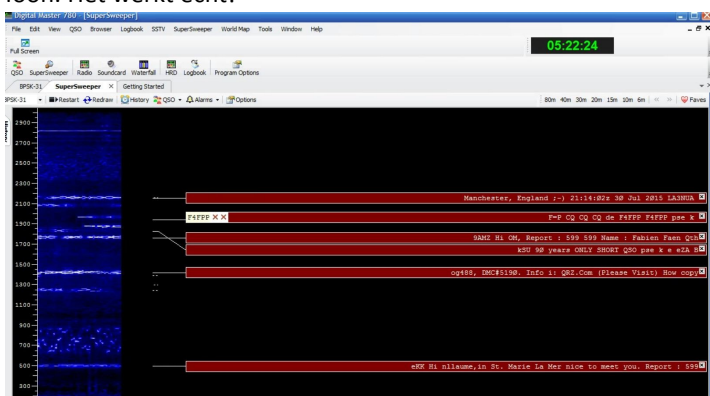 Digital Master 780 - [SuperSweeper]
File Edit View QSO Browser Logbook SSTV SuperSweeper World Map Tools Window Help
Full Screen
05:22:24
QSO SuperSweeper Radio Soundcard Waterfall HRD Logbook Program Options
BPSK-31 SuperSweeper Getting Started
BPSK-31 Restart Redraw History QSO Alarms Options 80m 40m 30m 20m 15m 10m 6m Faves
History
2900
2700
2500
2300
2100
Manchester, England ;-) 21:14:02z 30 Jul 2015 LA3NUA
1900
F4FPP F=P CQ CQ CQ de F4FPP F4FPP pse k
9AMZ Hi OM, Report : 599 599 Name : Fabien Faen Qth
1700
kSU 90 years ONLY SHORT QSO pse k e eZA B
1500
og488, DMC#5190. Info i: QRZ.Com (Please Visit) How copy
1300
1100
900
700
500
eKK Hi nllaume,in St. Marie La Mer nice to meet you. Report : 599
300